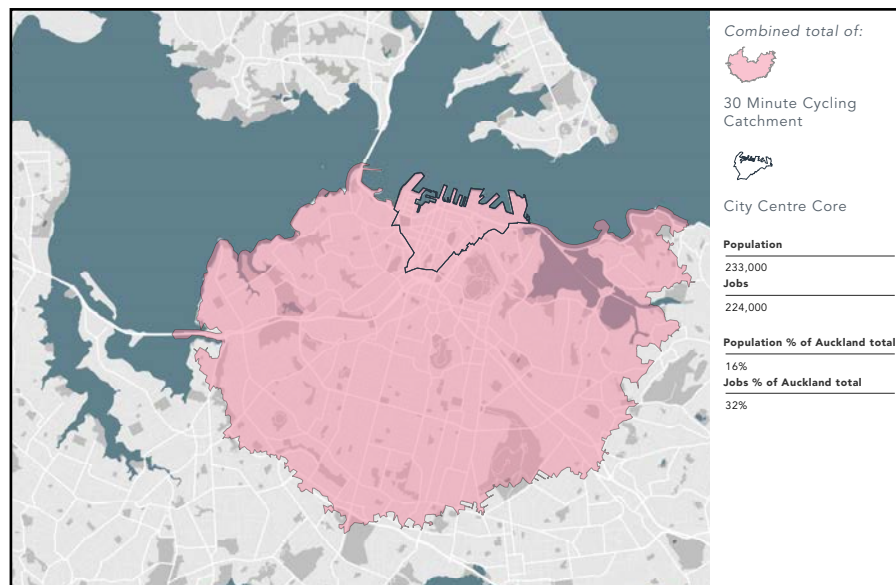 Combined total of:
30 Minute Cycling
Catchment
City Centre Core
Population
233,000
Jobs
224,000
Population % of Auckland total
16%
Jobs % of Auckland total
32%